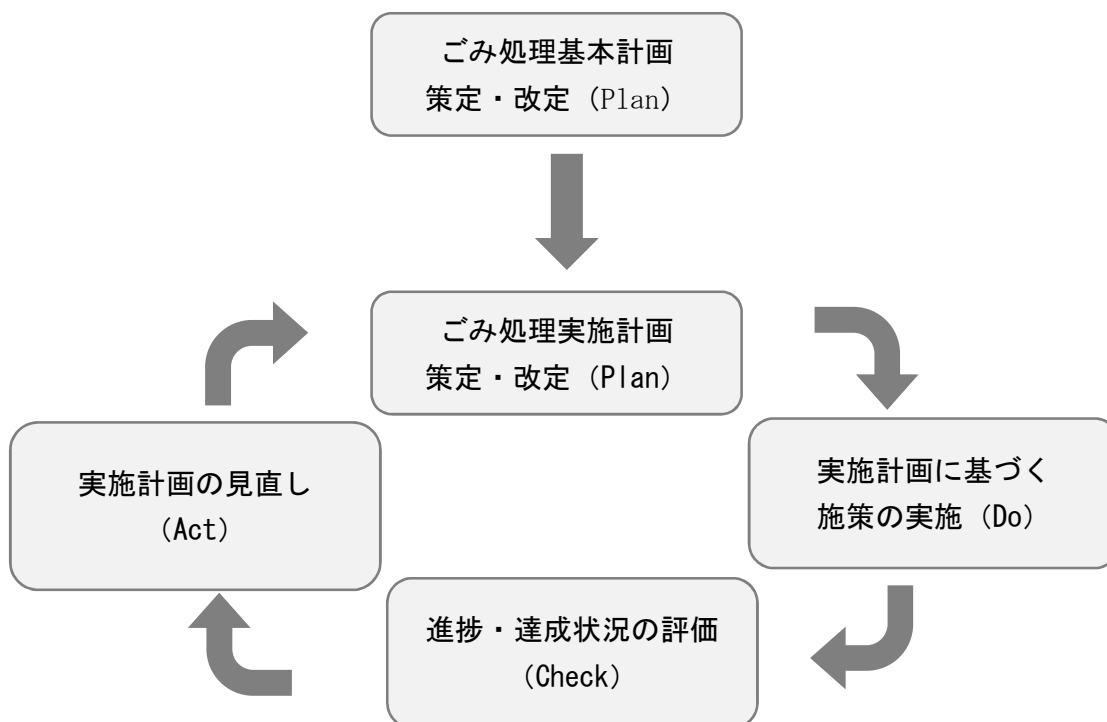 ごみ処理基本計画
策定・改定（Plan）
ごみ処理実施計画
策定・改定（Plan）
実施計画に基づく
施策の実施（Do）
進捗・達成状況の評価
（Check）
実施計画の見直し
（Act）